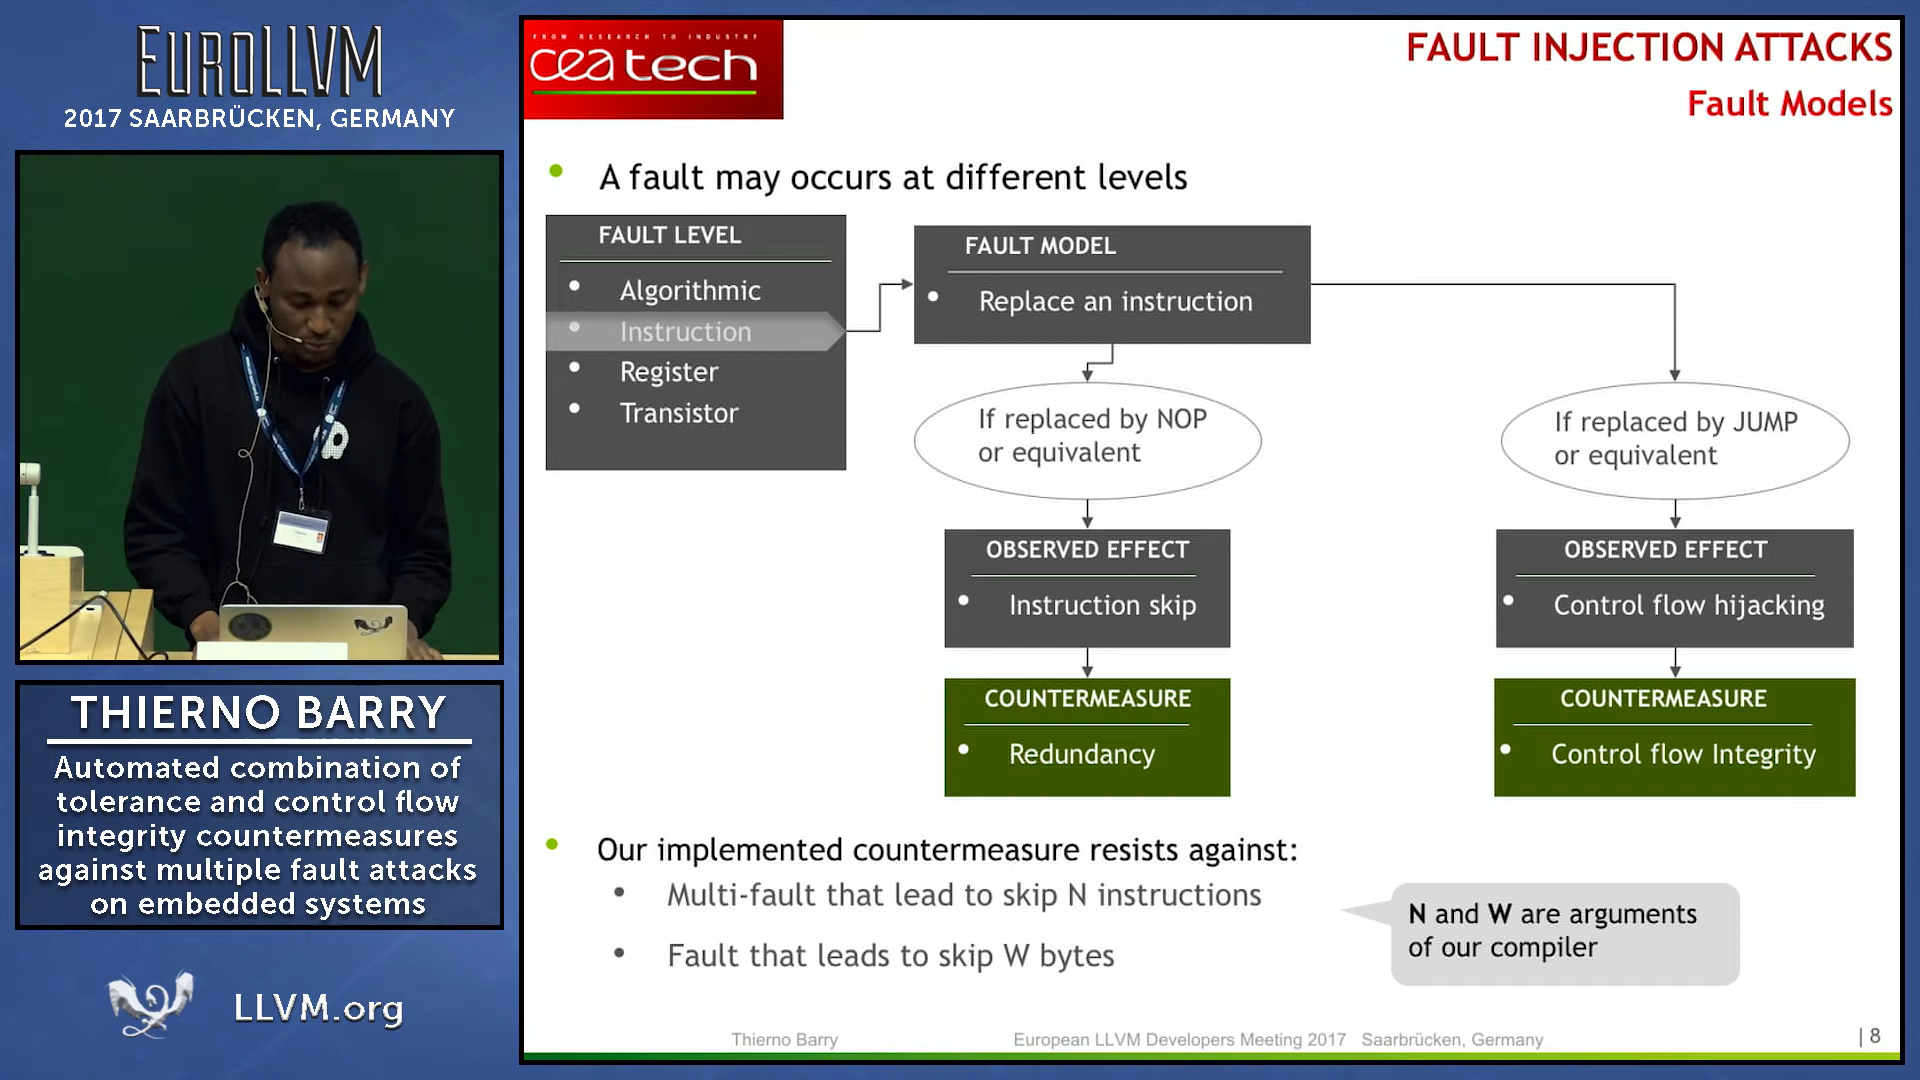 EUROLLVM
2017 SAARBRÜCKEN, GERMANY
THIERNO BARRY
Automated combination of
tolerance and control flow
integrity countermeasures
against multiple fault attacks
on embedded systems
LLVM.org
FROM RESEARCH TO INDUSTRY
cea tech
FAULT INJECTION ATTACKS
Fault Models
• A fault may occurs at different levels
FAULT LEVEL
• Algorithmic
• Instruction
• Register
• Transistor
FAULT MODEL
• Replace an instruction
If replaced by NOP
or equivalent
OBSERVED EFFECT
• Instruction skip
COUNTERMEASURE
• Redundancy
If replaced by JUMP
or equivalent
OBSERVED EFFECT
• Control flow hijacking
COUNTERMEASURE
• Control flow Integrity
• Our implemented countermeasure resists against:
• Multi-fault that lead to skip N instructions
• Fault that leads to skip W bytes
N and W are arguments
of our compiler
Thierno Barry European LLVM Developers Meeting 2017 Saarbrücken, Germany | 8